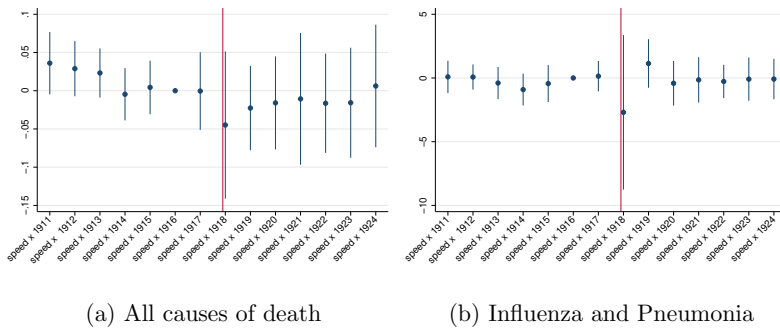 .1
.05
0
-.05
-.1
-.15
speed x 1911
speed x 1912
speed x 1913
speed x 1914
speed x 1915
speed x 1916
speed x 1917
speed x 1918
speed x 1919
speed x 1920
speed x 1921
speed x 1922
speed x 1923
speed x 1924
(a) All causes of death
5
0
-5
-10
speed x 1911
speed x 1912
speed x 1913
speed x 1914
speed x 1915
speed x 1916
speed x 1917
speed x 1918
speed x 1919
speed x 1920
speed x 1921
speed x 1922
speed x 1923
speed x 1924
(b) Influenza and Pneumonia